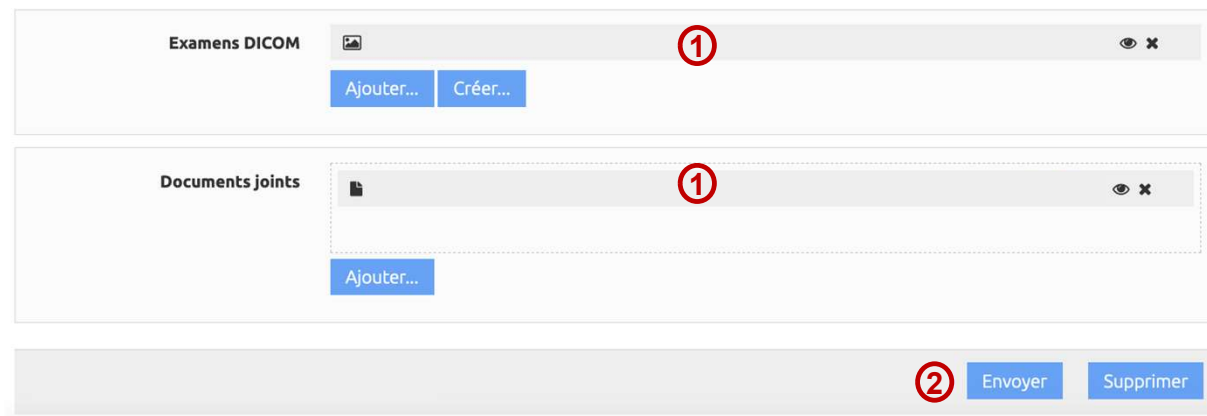 Examens DICOM
1
Ajouter... Créer...
Documents joints
1
Ajouter...
2 Envoyer Supprimer